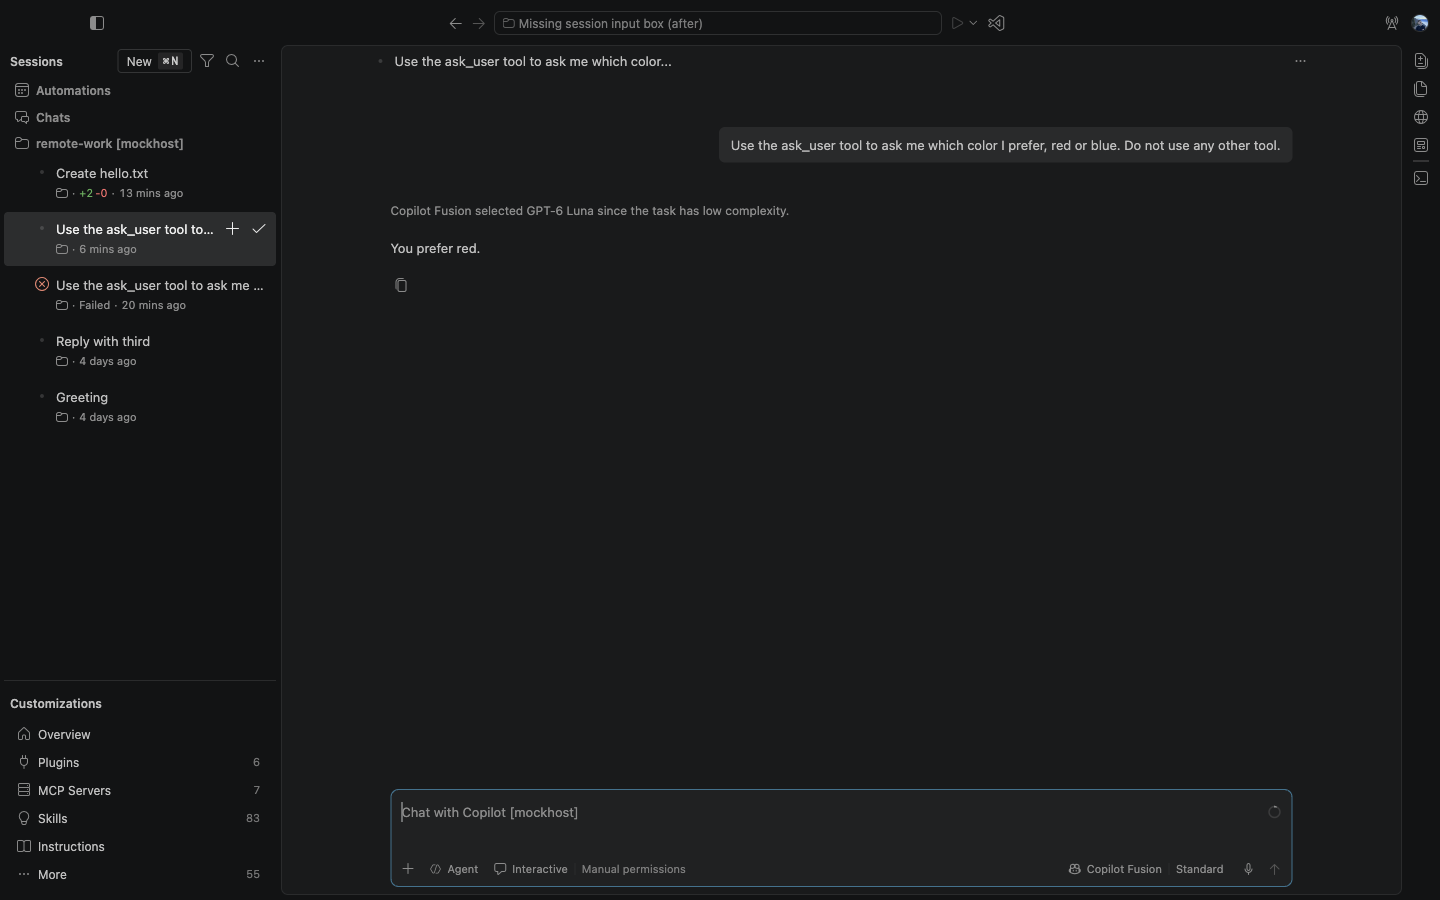 Missing session input box (after)
Sessions
New ⌘N
Automations
Chats
remote-work [mockhost]
Create hello.txt
· +2 -0 · 13 mins ago
Use the ask_user tool to...
· 6 mins ago
Use the ask_user tool to ask me ...
· Failed · 20 mins ago
Reply with third
· 4 days ago
Greeting
· 4 days ago
Customizations
Overview
Plugins 6
MCP Servers 7
Skills 83
Instructions
More 55
Use the ask_user tool to ask me which color...
Use the ask_user tool to ask me which color I prefer, red or blue. Do not use any other tool.
Copilot Fusion selected GPT-6 Luna since the task has low complexity.
You prefer red.
Chat with Copilot [mockhost]
Agent Interactive Manual permissions Copilot Fusion Standard